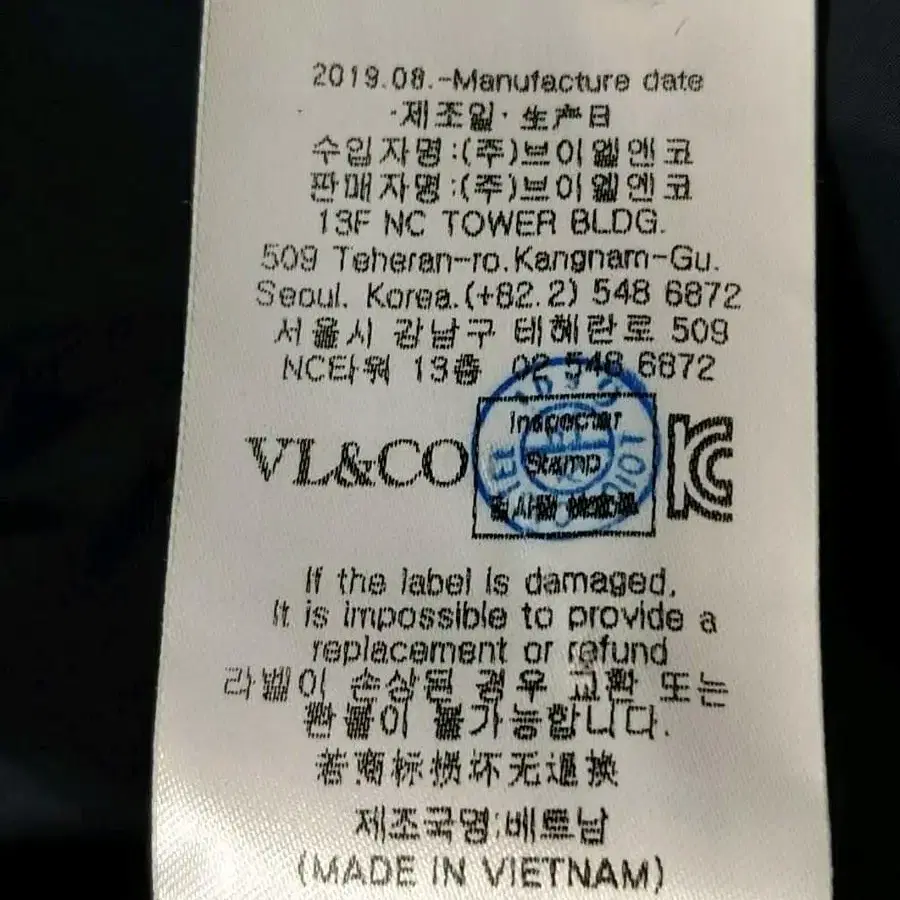 2019.08.-Manufacture date
·제조일· 生产日
수입자명:(주)브이엘엔코
판매자명:(주)브이엘엔코
13F NC TOWER BLDG.
509 Teheran-ro.Kangnam-Gu.
Seoul. Korea.(+82.2) 548 6872
서울시 강남구 테헤란로 509
NC타워 13층 02 548 6872
VL&CO
Inspector
Stamp
KC
If the label is damaged,
It is impossible to provide a
replacement or refund
라벨이 손상된 경우 교환 또는
환불이 불가능합니다.
若商标损坏无退换
제조국명:베트남
(MADE IN VIETNAM)